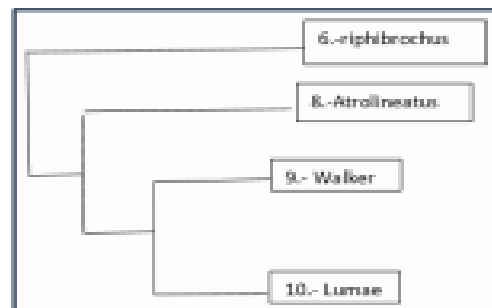 6.-riphibrochus
8.-Atrolineatus
9.- Walker
10.- Lumae